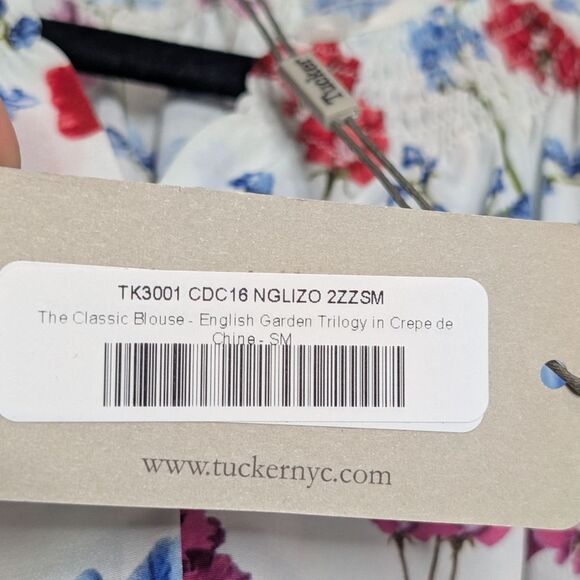 Tucker
TK3001 CDC16 NGLIZO 2ZZSM
The Classic Blouse - English Garden Trilogy in Crepe de
Chine - SM
www.tuckernyc.com